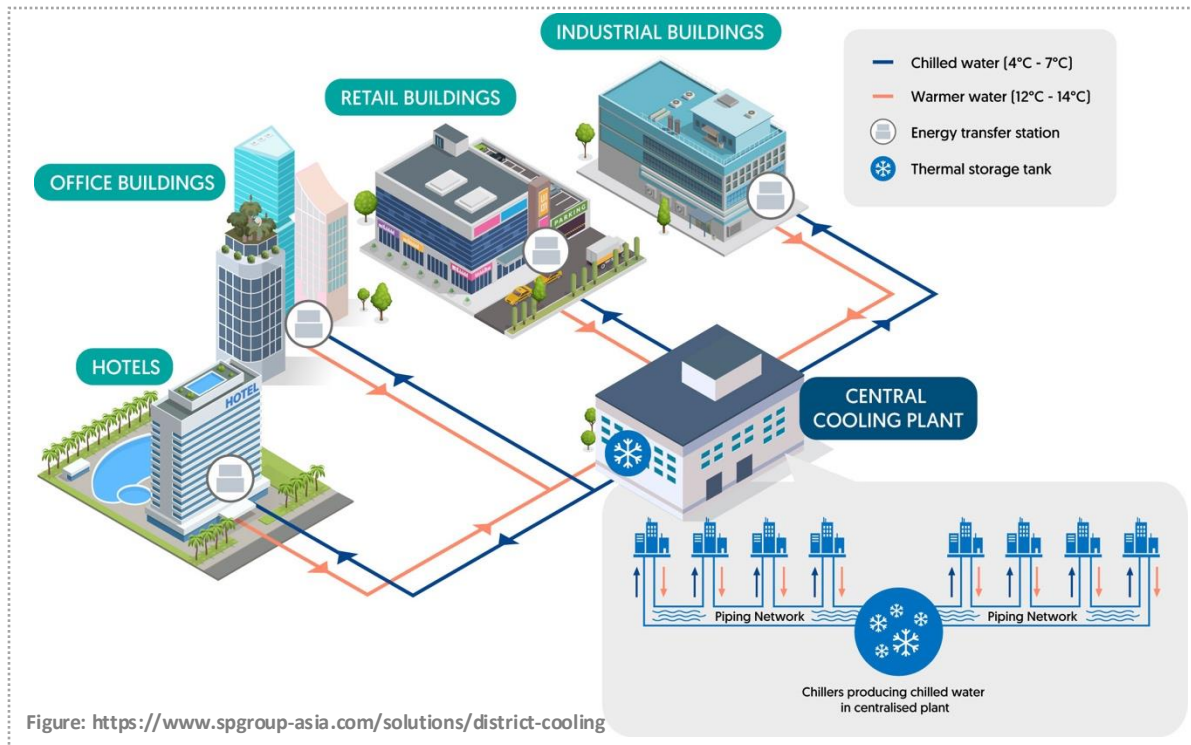 INDUSTRIAL BUILDINGS
RETAIL BUILDINGS
OFFICE BUILDINGS
HOTELS
HOTEL
PARKING
Chilled water (4°C - 7°C)
Warmer water (12°C - 14°C)
Energy transfer station
Thermal storage tank
CENTRAL
COOLING PLANT
Piping Network
Piping Network
Chillers producing chilled water
in centralised plant
Figure: https://www.spgroup-asia.com/solutions/district-cooling